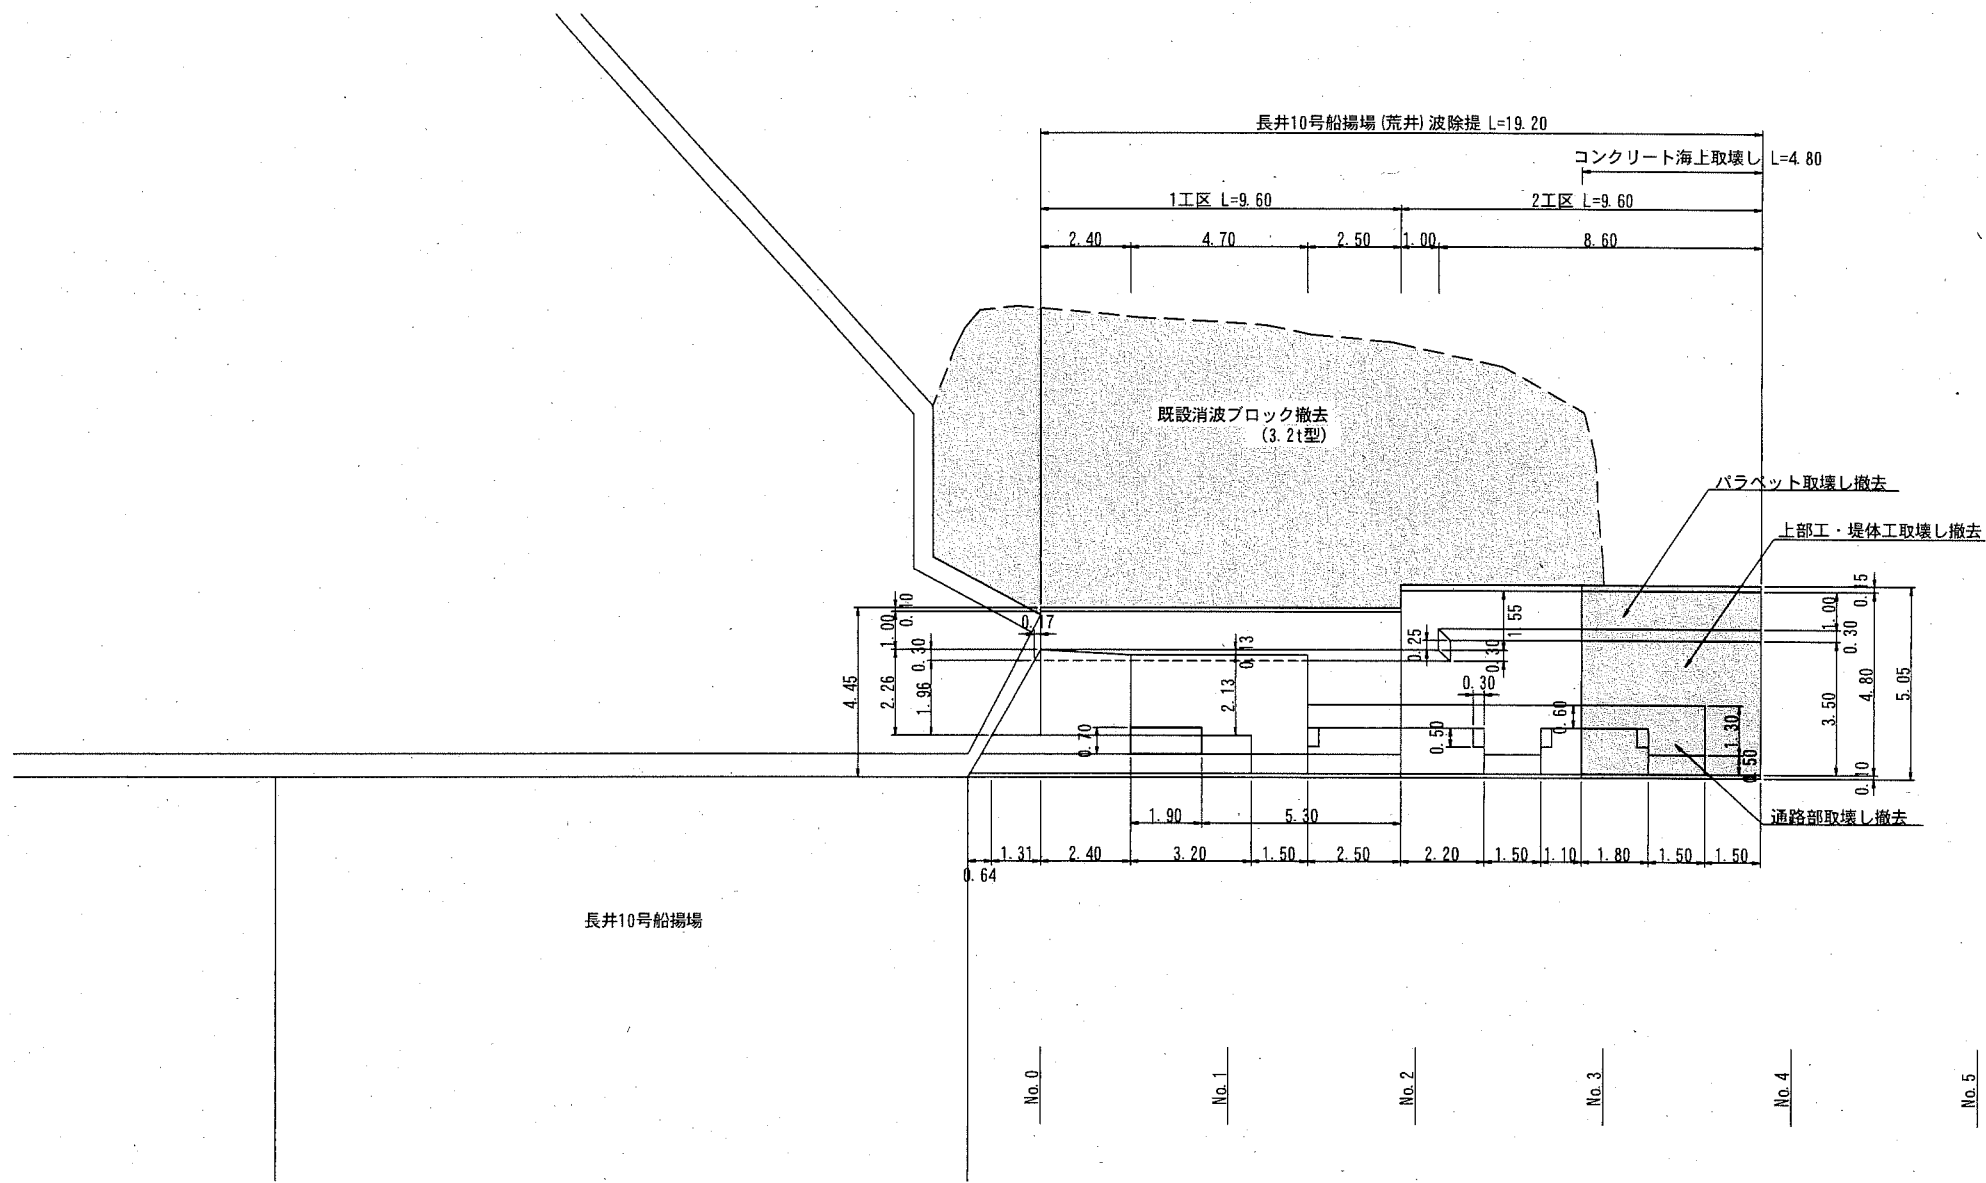 長井10号船揚場(荒井)波除提 L=19.20
コンクリート海上取壊し L=4.80
1工区 L=9.60
2工区 L=9.60
2.40
4.70
2.50
1.00
8.60
既設消波ブロック撤去
(3.2t型)
パラペット取壊し撤去
上部工・堤体工取壊し撤去
0.10
1.00
0.30
0.17
4.45
2.26
1.96
0.70
0.13
2.13
1.55
0.25
0.30
0.30
0.50
0.60
0.15
1.00
0.30
3.50
4.80
5.05
1.30
0.50
0.10
通路部取壊し撤去
1.90
5.30
0.64
1.31
2.40
3.20
1.50
2.50
2.20
1.50
1.10
1.80
1.50
1.50
長井10号船揚場
No.0
No.1
No.2
No.3
No.4
No.5